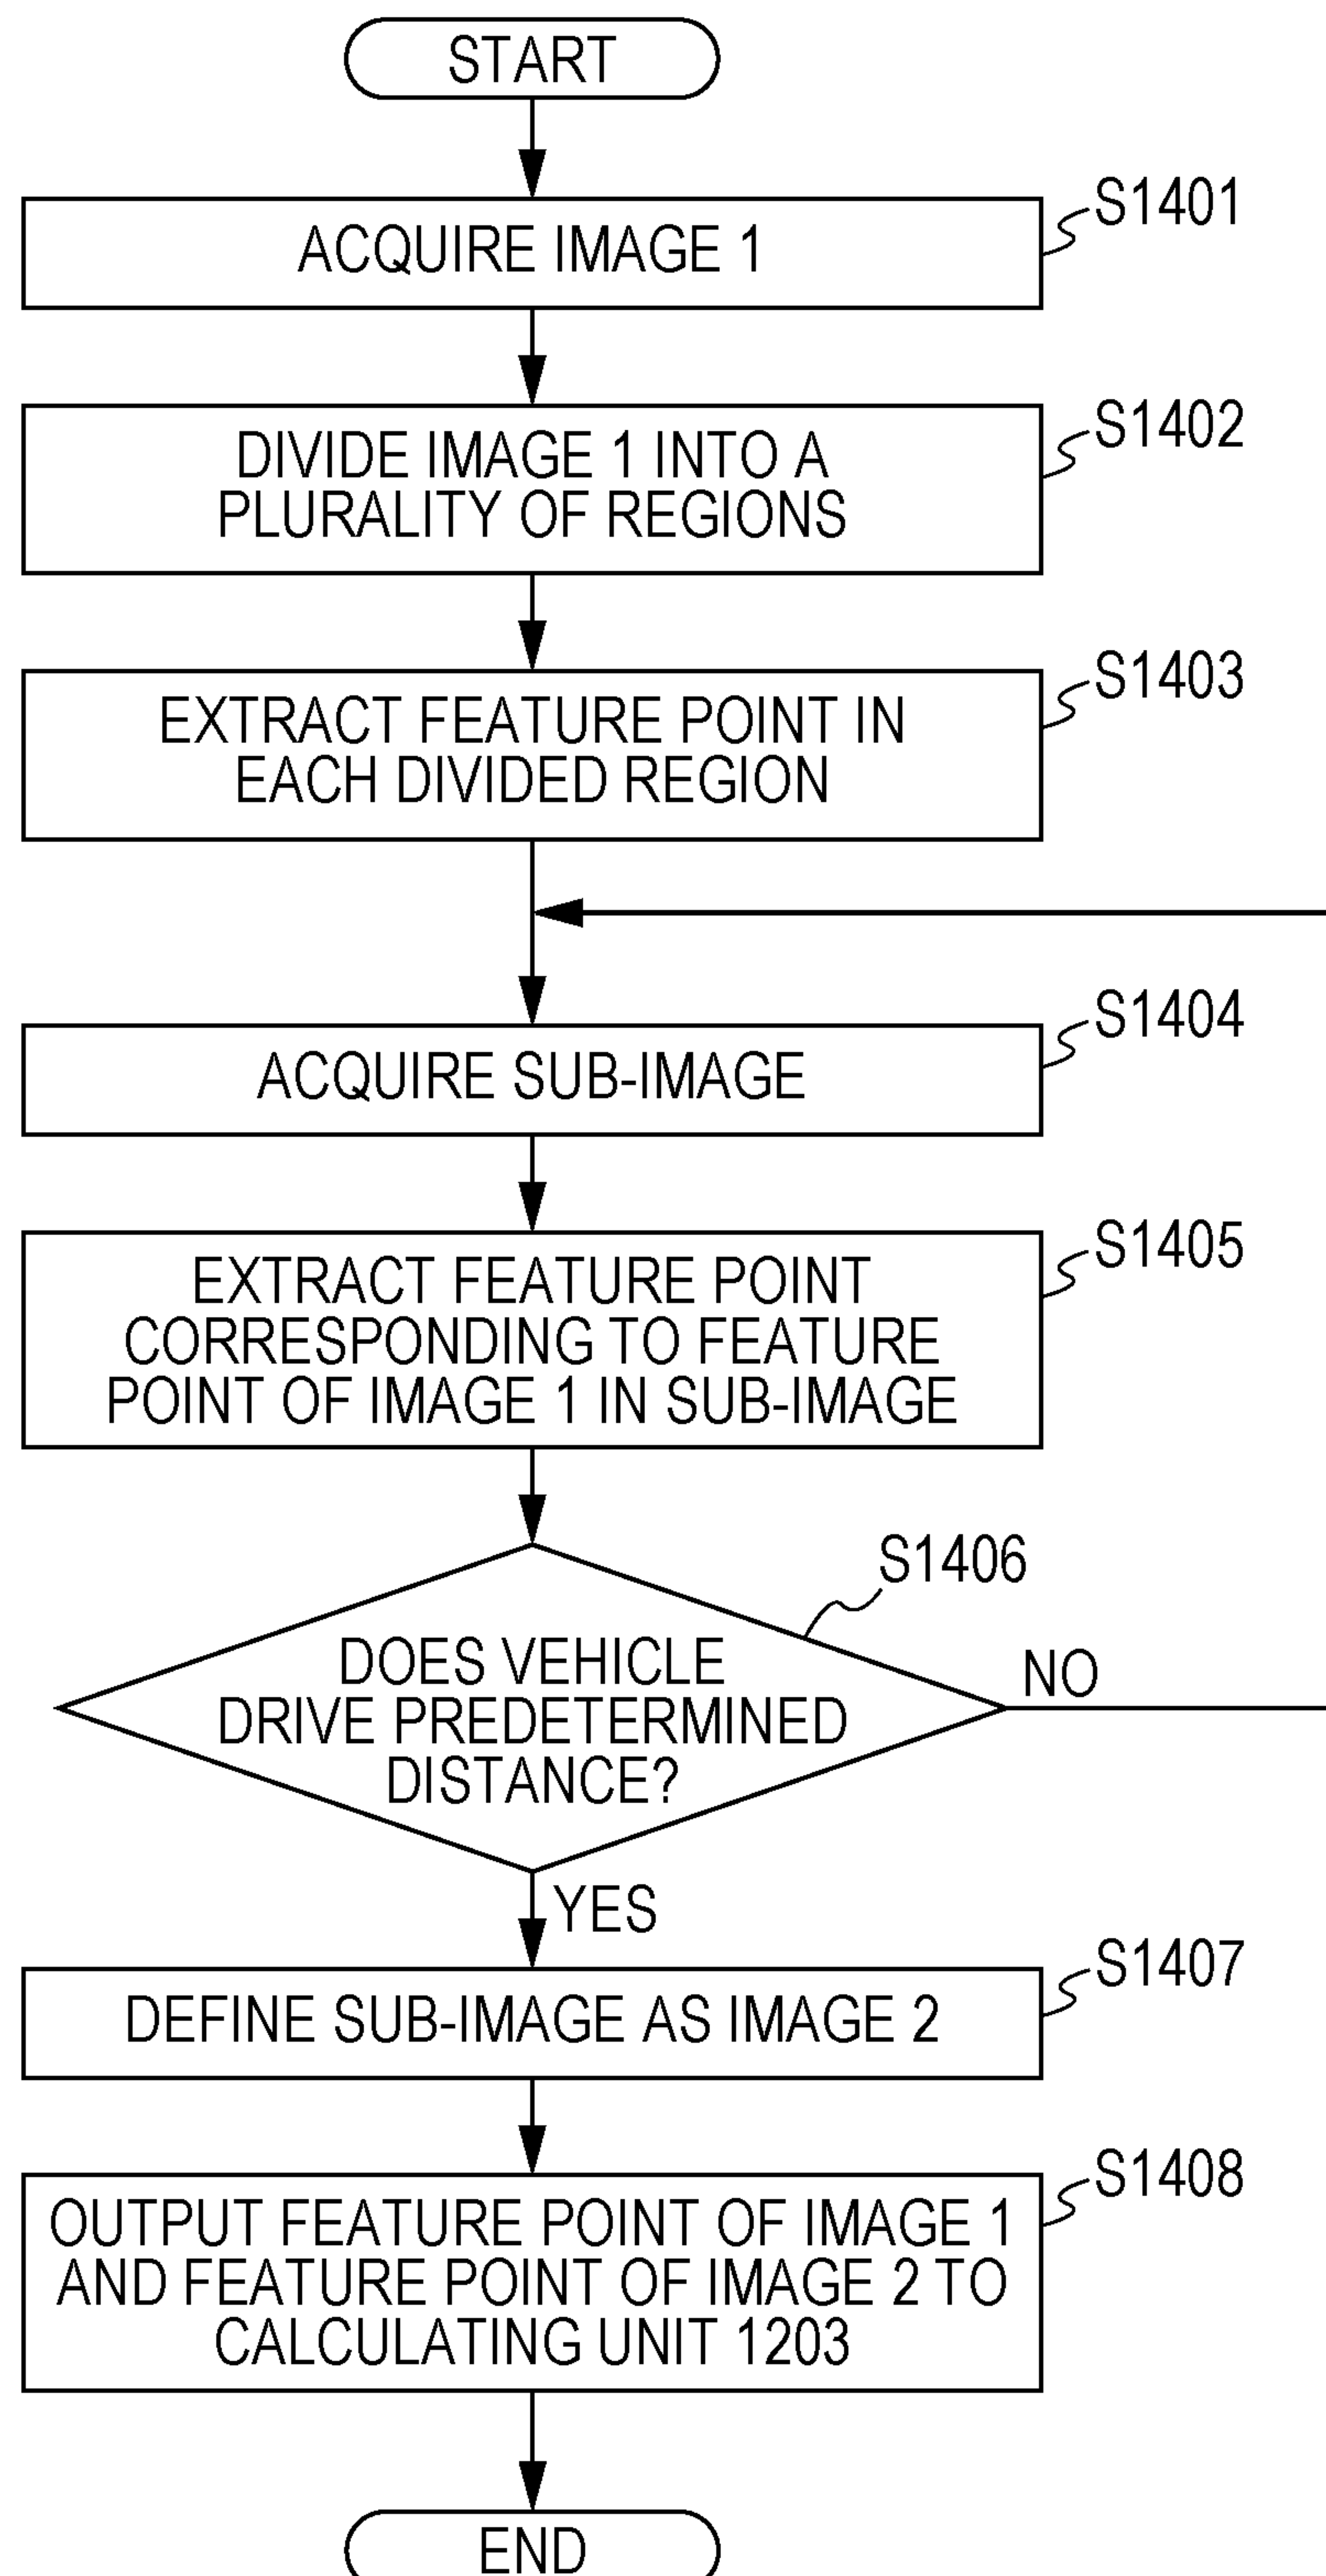 START
S1401
ACQUIRE IMAGE 1
S1402
DIVIDE IMAGE 1 INTO A
PLURALITY OF REGIONS
S1403
EXTRACT FEATURE POINT IN
EACH DIVIDED REGION
S1404
ACQUIRE SUB-IMAGE
S1405
EXTRACT FEATURE POINT
CORRESPONDING TO FEATURE
POINT OF IMAGE 1 IN SUB-IMAGE
S1406
DOES VEHICLE
DRIVE PREDETERMINED
DISTANCE?
NO
YES
S1407
DEFINE SUB-IMAGE AS IMAGE 2
S1408
OUTPUT FEATURE POINT OF IMAGE 1
AND FEATURE POINT OF IMAGE 2 TO
CALCULATING UNIT 1203
END